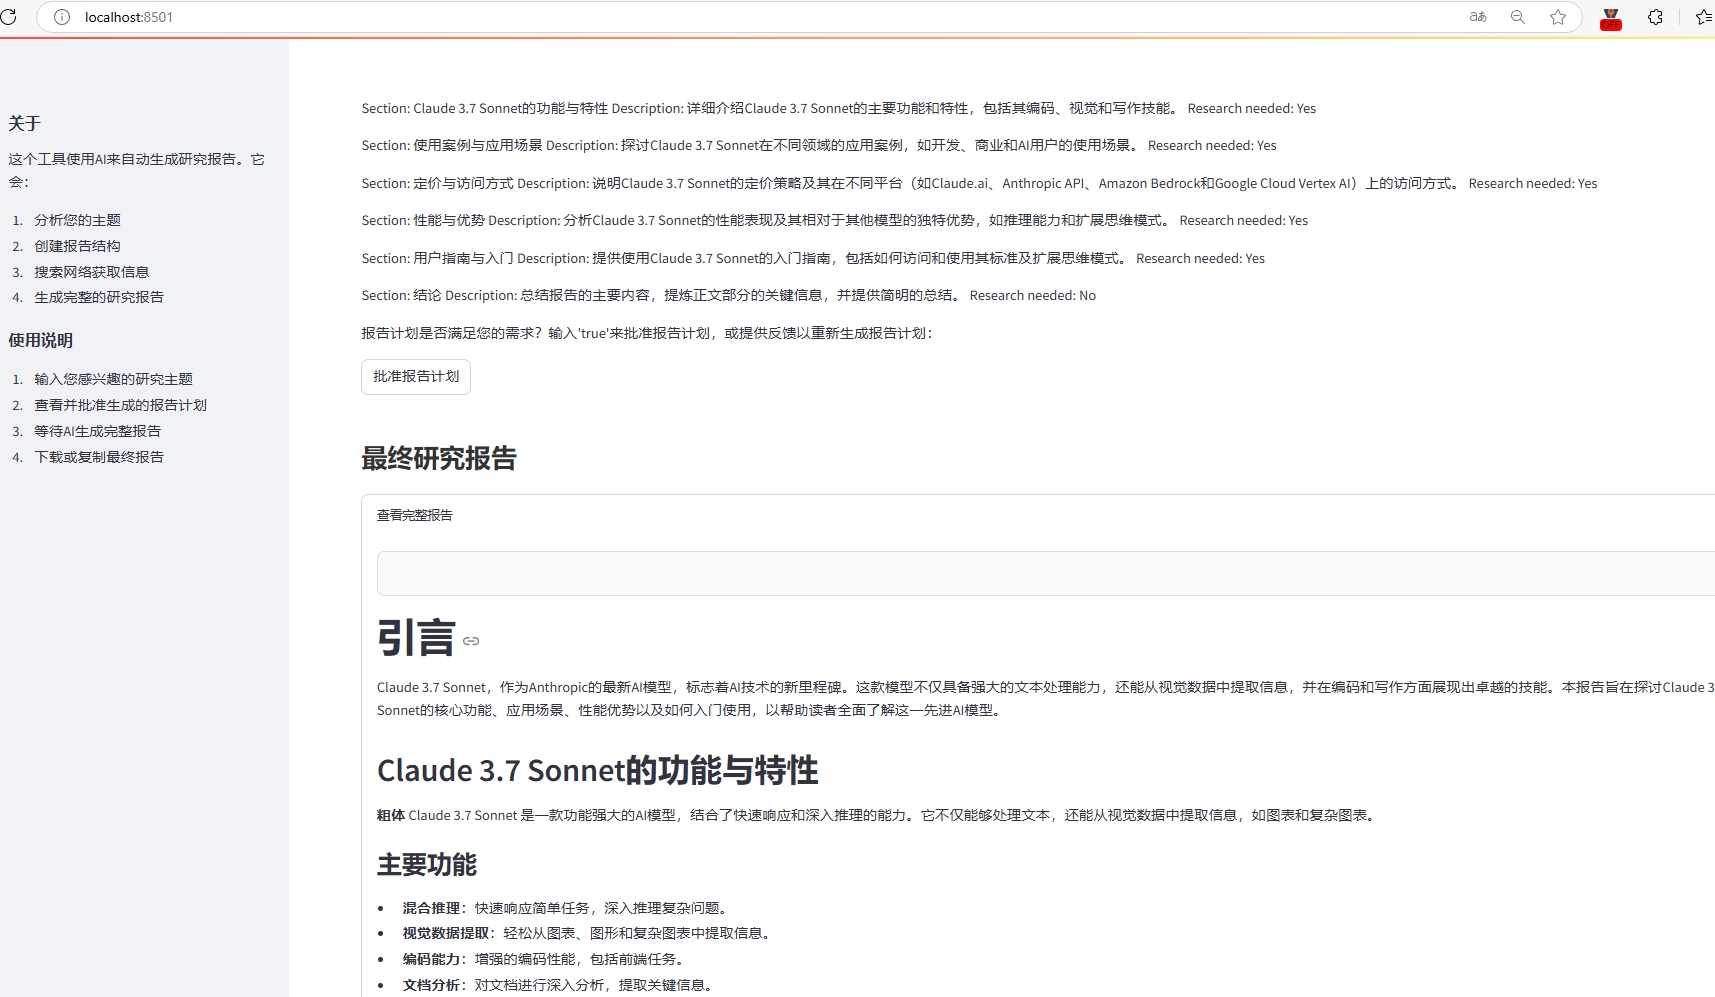 localhost:8501
aあ
OFF
关于
这个工具使用AI来自动生成研究报告。它
会：
1. 分析您的主题
2. 创建报告结构
3. 搜索网络获取信息
4. 生成完整的研究报告
使用说明
1. 输入您感兴趣的研究主题
2. 查看并批准生成的报告计划
3. 等待AI生成完整报告
4. 下载或复制最终报告
Section: Claude 3.7 Sonnet的功能与特性 Description: 详细介绍Claude 3.7 Sonnet的主要功能和特性，包括其编码、视觉和写作技能。 Research needed: Yes
Section: 使用案例与应用场景 Description: 探讨Claude 3.7 Sonnet在不同领域的应用案例，如开发、商业和AI用户的使用场景。 Research needed: Yes
Section: 定价与访问方式 Description: 说明Claude 3.7 Sonnet的定价策略及其在不同平台（如Claude.ai、Anthropic API、Amazon Bedrock和Google Cloud Vertex AI）上的访问方式。 Research needed: Yes
Section: 性能与优势 Description: 分析Claude 3.7 Sonnet的性能表现及其相对于其他模型的独特优势，如推理能力和扩展思维模式。 Research needed: Yes
Section: 用户指南与入门 Description: 提供使用Claude 3.7 Sonnet的入门指南，包括如何访问和使用其标准及扩展思维模式。 Research needed: Yes
Section: 结论 Description: 总结报告的主要内容，提炼正文部分的关键信息，并提供简明的总结。 Research needed: No
报告计划是否满足您的需求？输入'true'来批准报告计划，或提供反馈以重新生成报告计划：
批准报告计划
最终研究报告
查看完整报告
引言
Claude 3.7 Sonnet，作为Anthropic的最新AI模型，标志着AI技术的新里程碑。这款模型不仅具备强大的文本处理能力，还能从视觉数据中提取信息，并在编码和写作方面展现出卓越的技能。本报告旨在探讨Claude 3
Sonnet的核心功能、应用场景、性能优势以及如何入门使用，以帮助读者全面了解这一先进AI模型。
Claude 3.7 Sonnet的功能与特性
粗体 Claude 3.7 Sonnet 是一款功能强大的AI模型，结合了快速响应和深入推理的能力。它不仅能够处理文本，还能从视觉数据中提取信息，如图表和复杂图表。
主要功能
• 混合推理：快速响应简单任务，深入推理复杂问题。
• 视觉数据提取：轻松从图表、图形和复杂图表中提取信息。
• 编码能力：增强的编码性能，包括前端任务。
• 文档分析：对文档进行深入分析，提取关键信息。